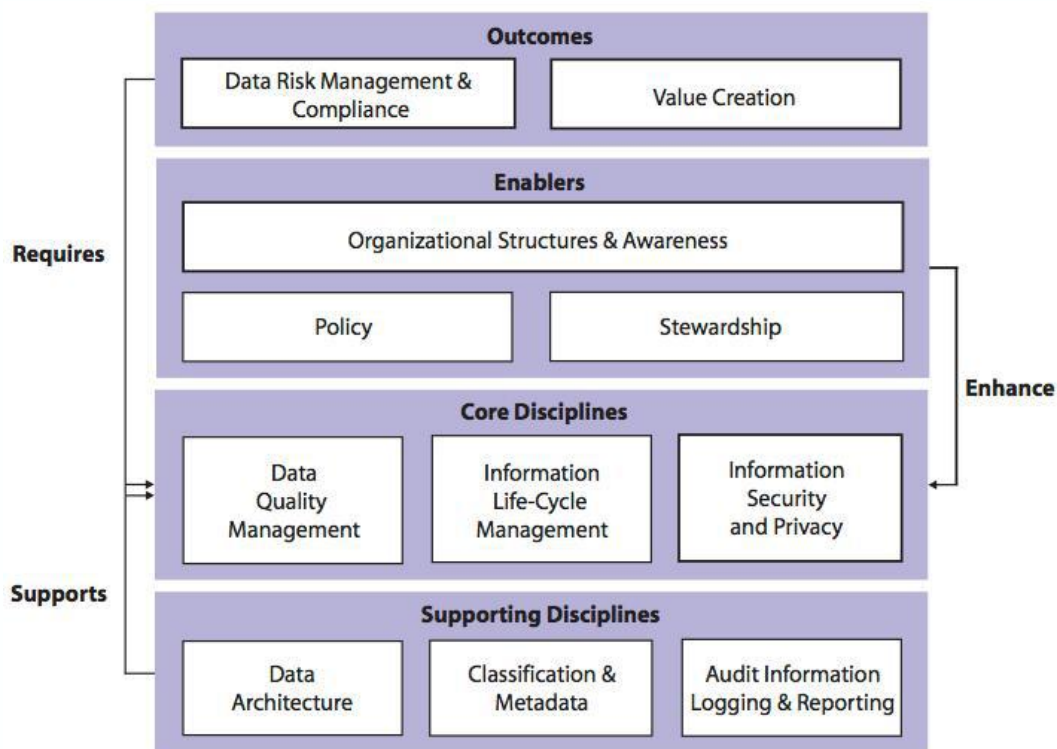 Outcomes
Data Risk Management &
Compliance
Value Creation
Enablers
Organizational Structures & Awareness
Requires
Policy
Stewardship
Enhance
Core Disciplines
Data
Quality
Management
Information
Life-Cycle
Management
Information
Security
and Privacy
Supports
Supporting Disciplines
Data
Architecture
Classification &
Metadata
Audit Information
Logging & Reporting